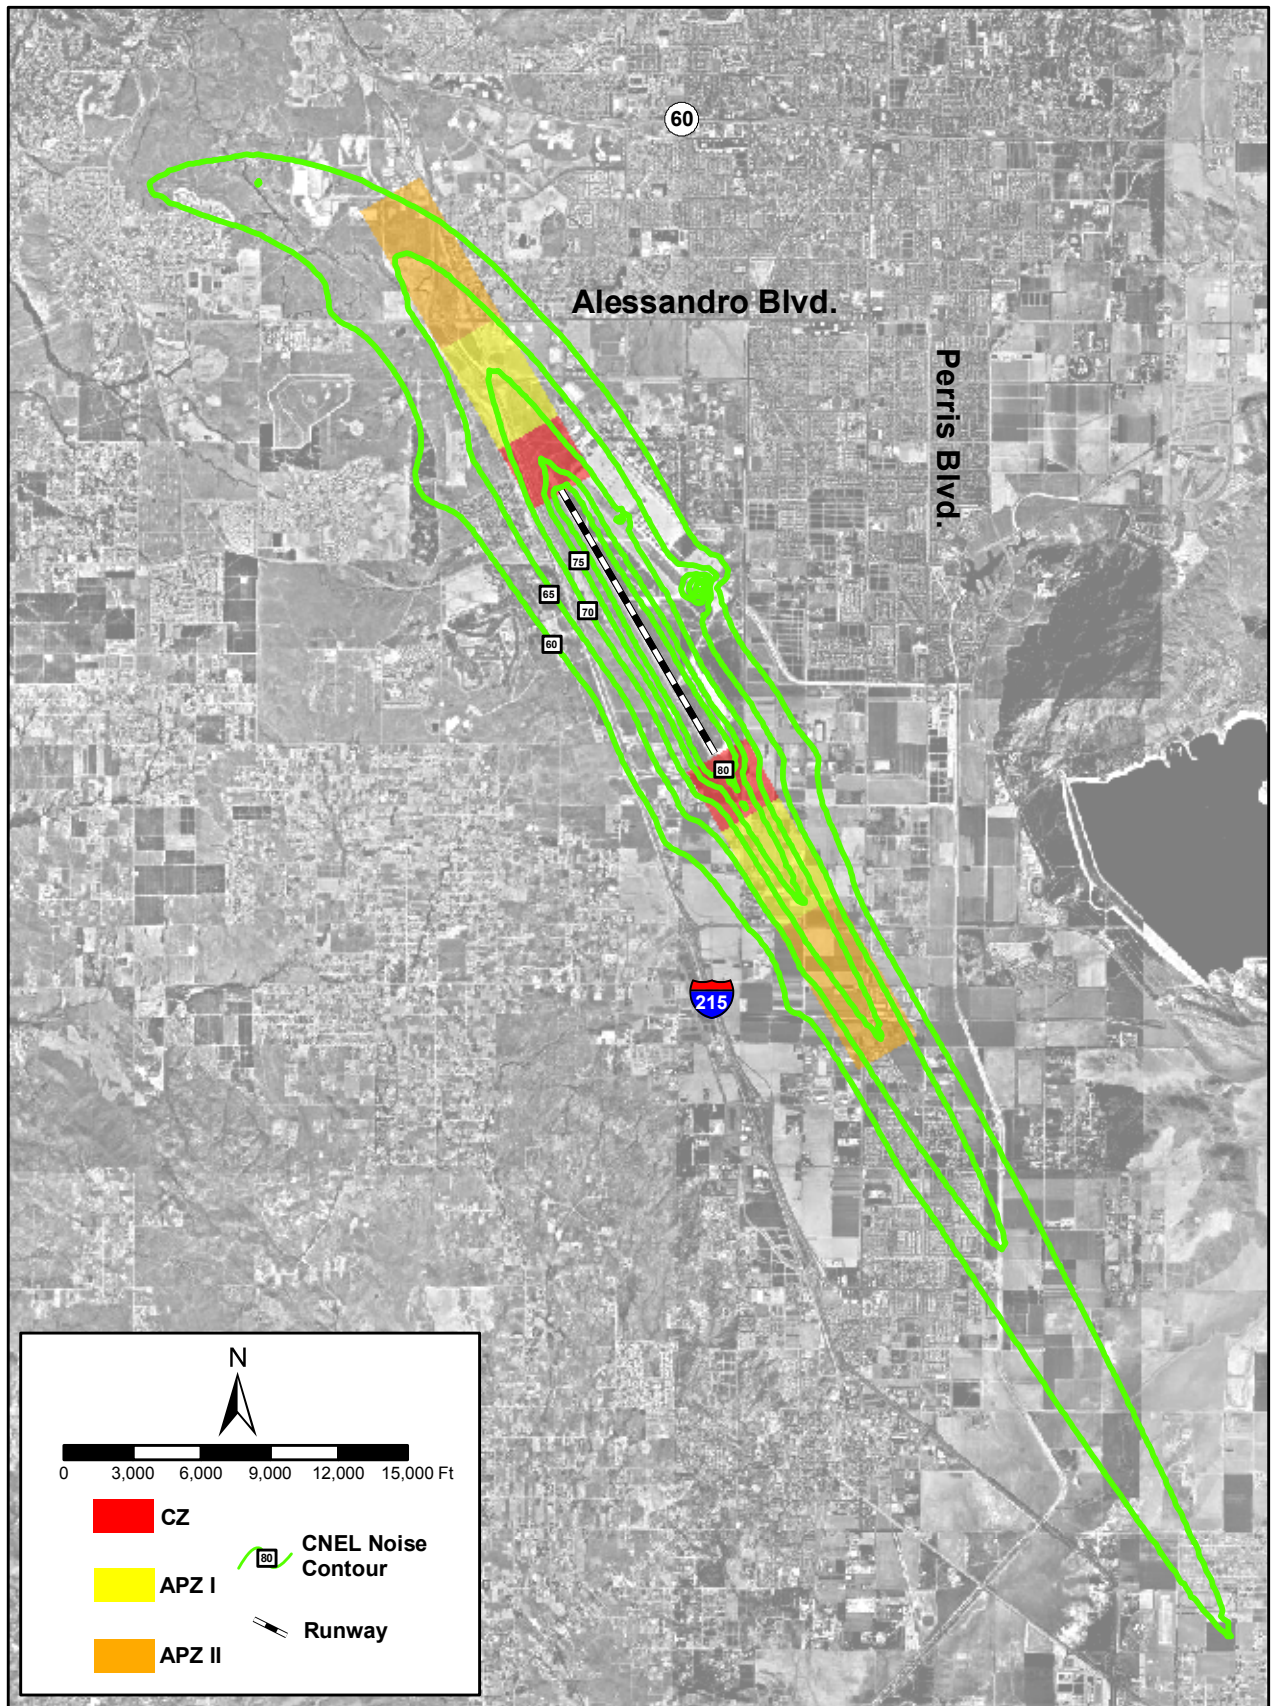 60
Alessandro Blvd.
Perris Blvd.
75
65
70
60
80
215
N
0 3,000 6,000 9,000 12,000 15,000 Ft
CZ
80
CNEL Noise
Contour
APZ I
Runway
APZ II